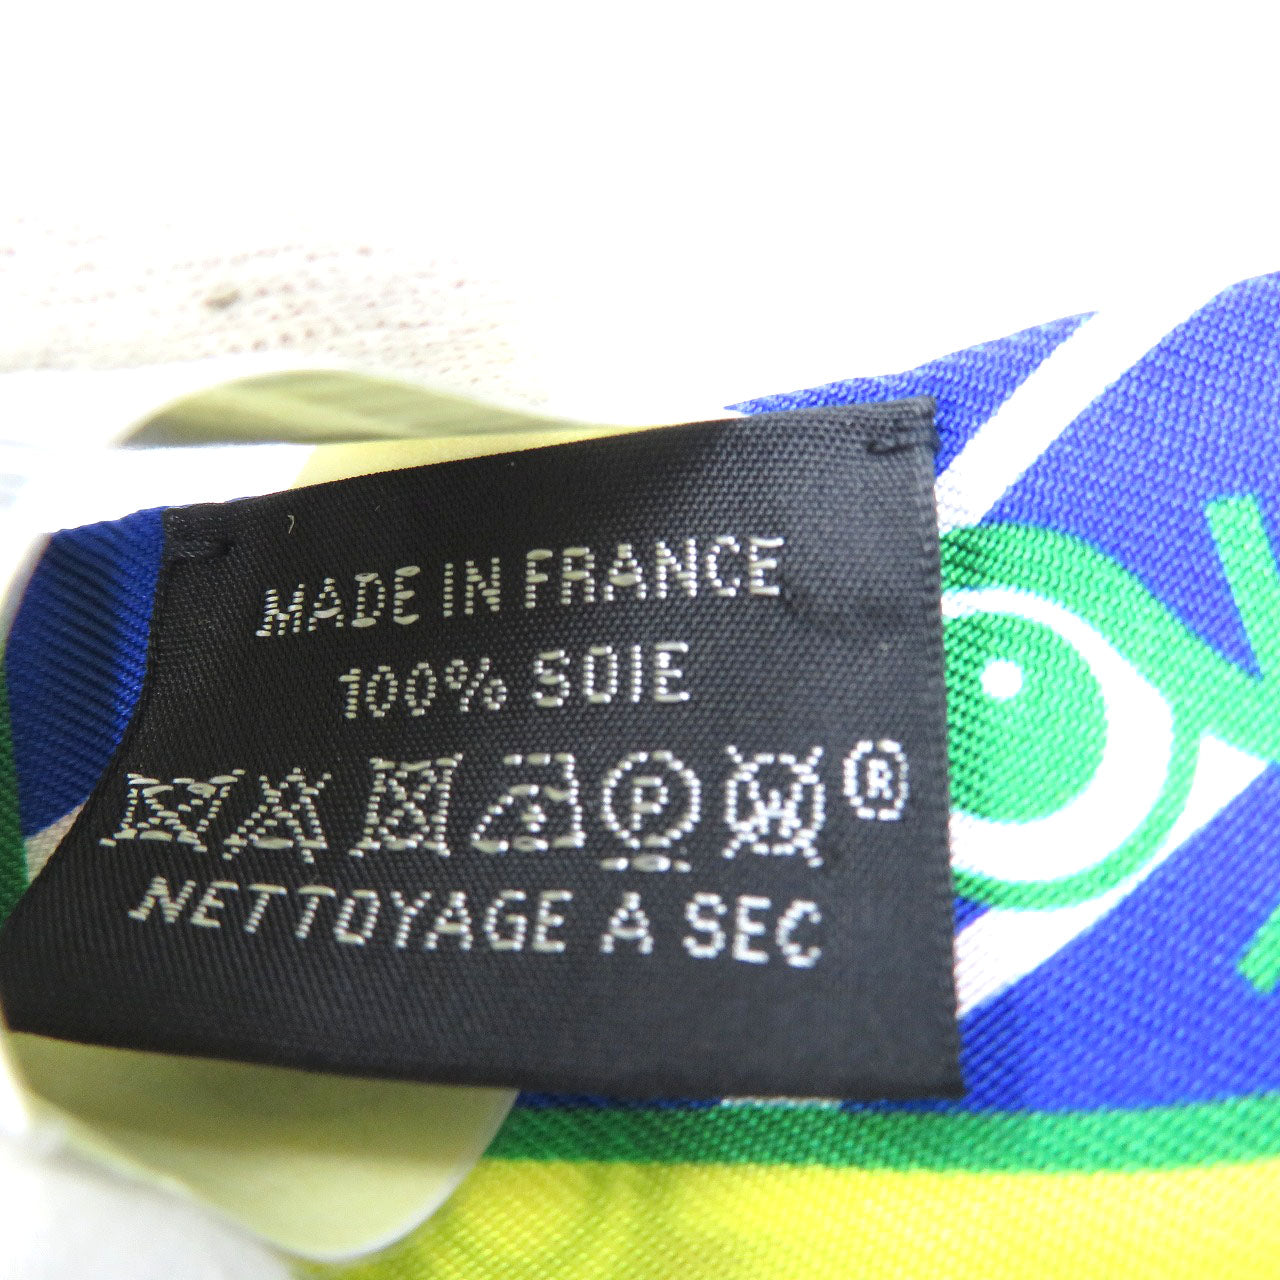 MADE IN FRANCE
100% SOIE
P W ®
NETTOYAGE A SEC